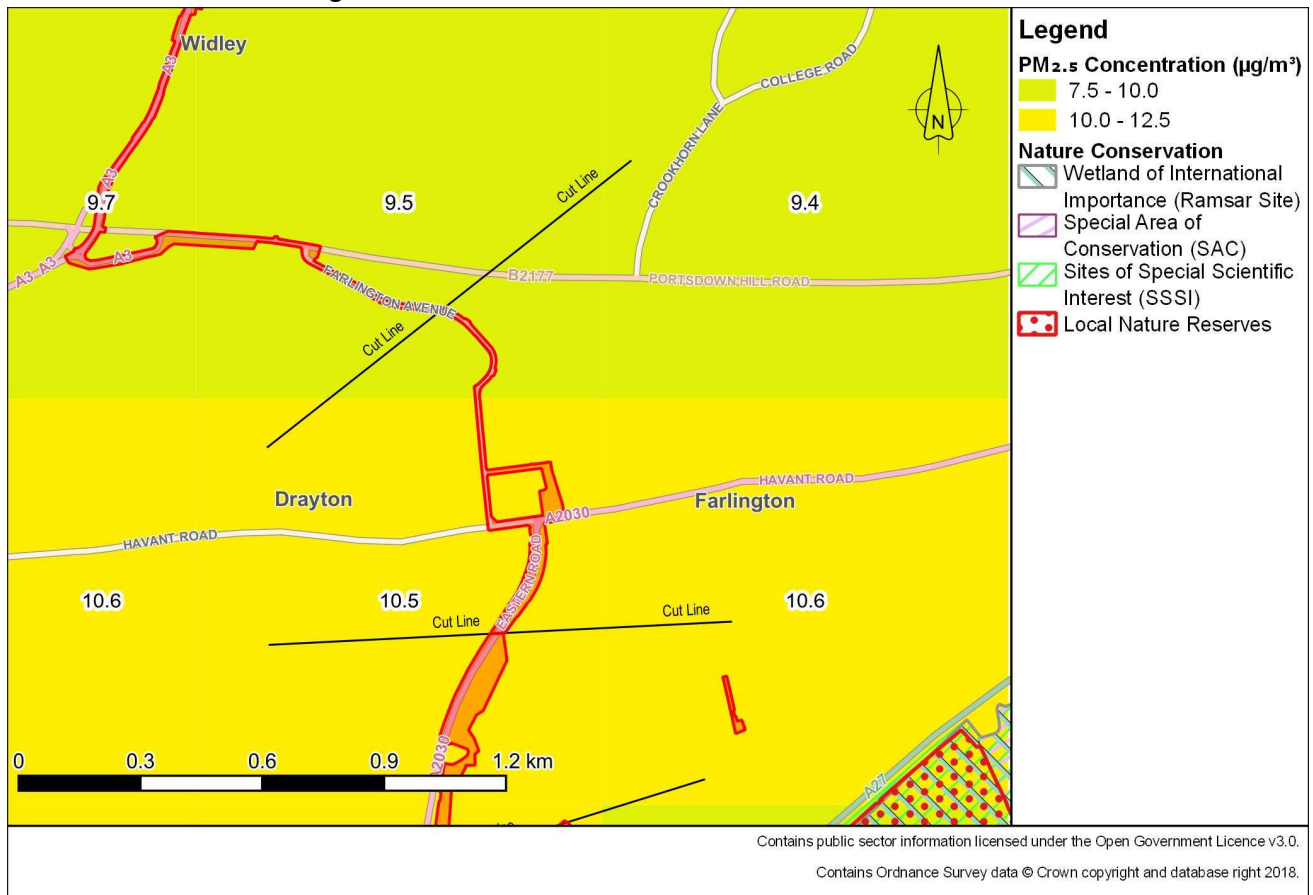 Widley
A3
COLLEGE ROAD
CROOKHORN LANE
N
Cut Line
A3
9.7
9.5
9.4
A3
A3
A3
B2177
PORTSDOWN HILL ROAD
FARLINGTON AVENUE
Cut Line
Drayton
Farlington
HAVANT ROAD
A2030
HAVANT ROAD
EASTERN ROAD
10.6
10.5
10.6
Cut Line
Cut Line
A2030
0 0.3 0.6 0.9 1.2 km
A27
Legend
PM2.5 Concentration (µg/m³)
7.5 - 10.0
10.0 - 12.5
Nature Conservation
Wetland of International
Importance (Ramsar Site)
Special Area of
Conservation (SAC)
Sites of Special Scientific
Interest (SSSI)
Local Nature Reserves
Contains public sector information licensed under the Open Government Licence v3.0.
Contains Ordnance Survey data © Crown copyright and database right 2018.